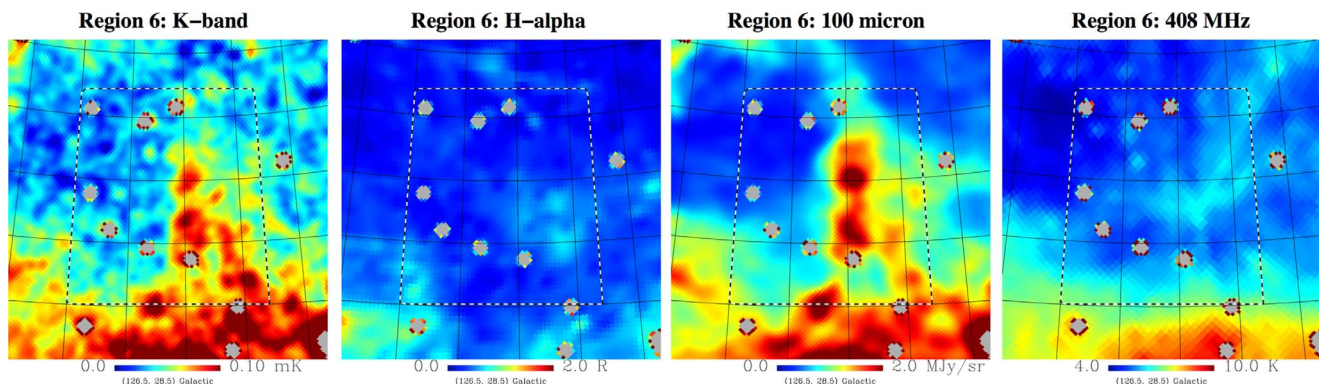 Region 6: K−band
Region 6: H−alpha
Region 6: 100 micron
Region 6: 408 MHz
0.0 0.10 mK
(126.5, 28.5) Galactic
0.0 2.0 R
(126.5, 28.5) Galactic
0.0 2.0 MJy/sr
(126.5, 28.5) Galactic
4.0 10.0 K
(126.5, 28.5) Galactic